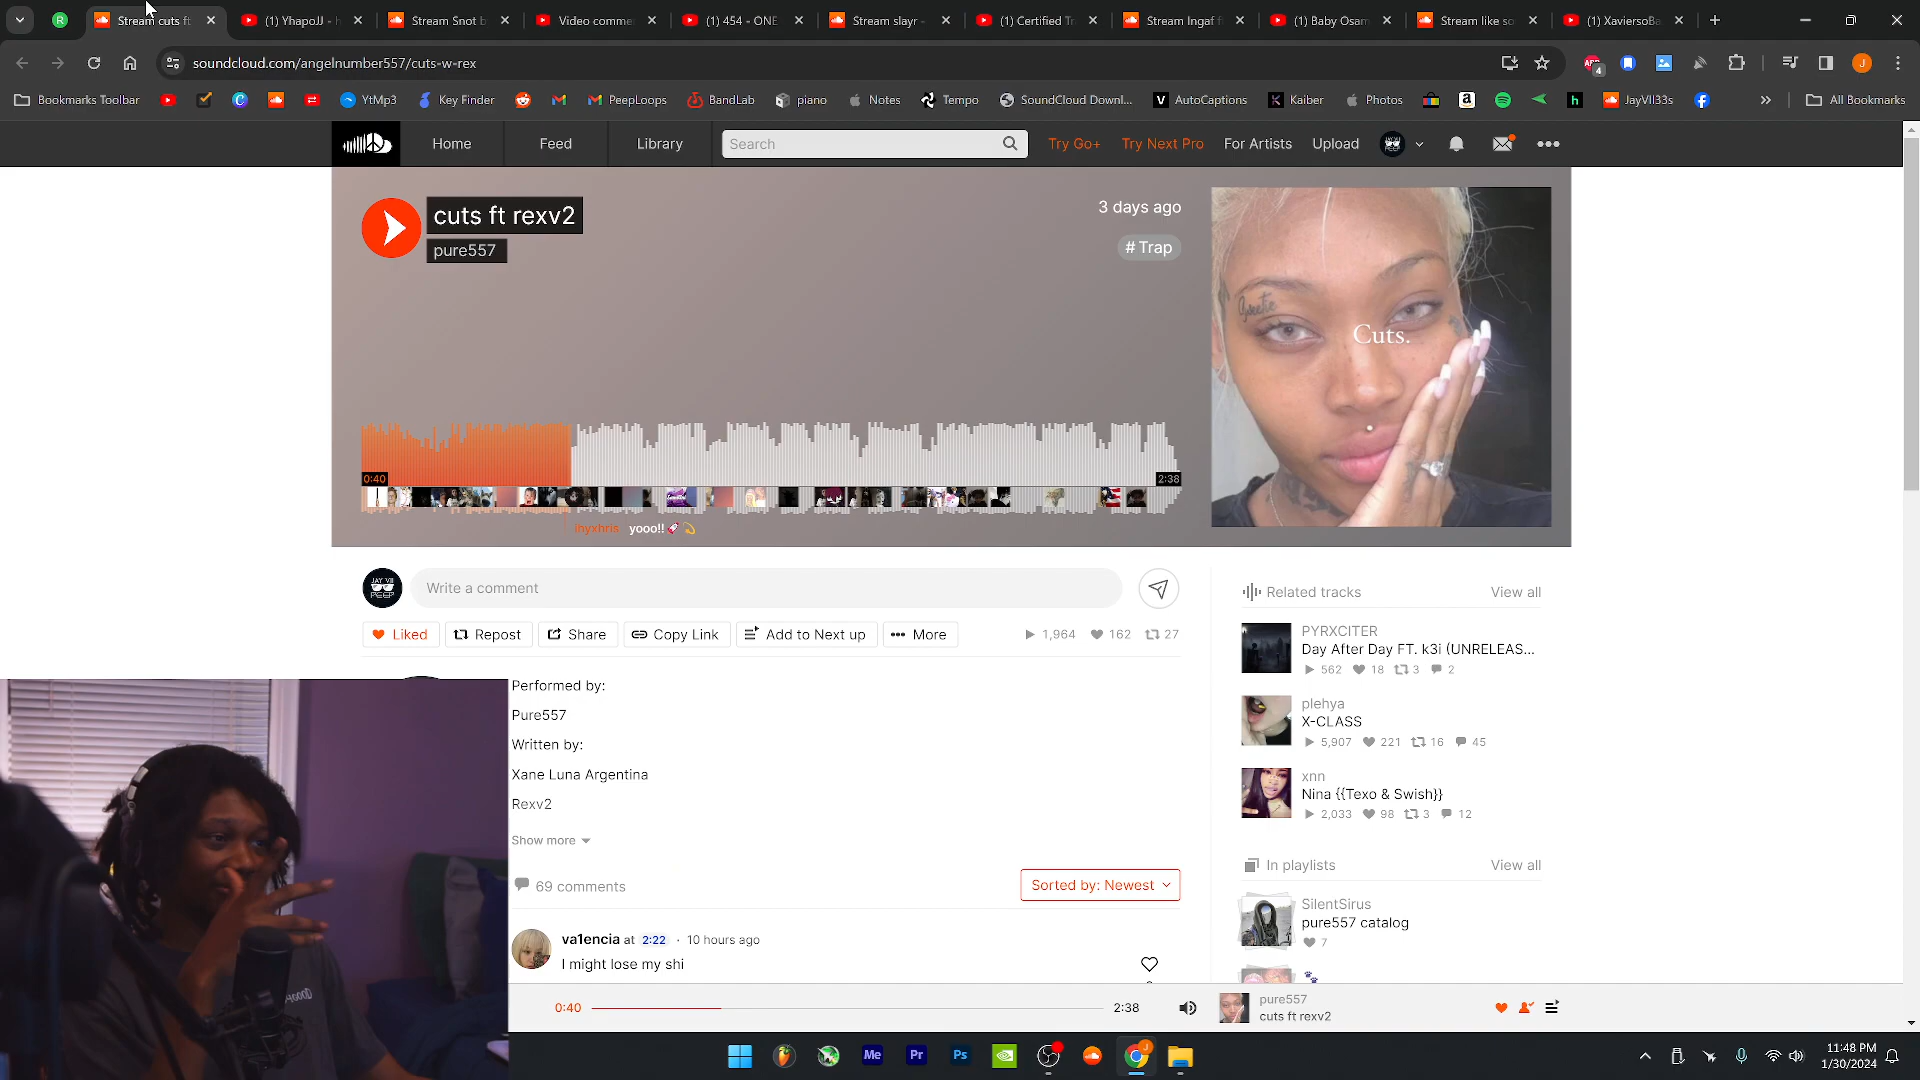 Stream cuts ft
(1) YhapoJJ - h
Stream Snot b
Video comme
(1) 454 - ONE
Stream slayr -
(1) Certified Tr
Stream Ingaf f
(1) Baby Osam
Stream like so
(1) XaviersoBa
soundcloud.com/angelnumber557/cuts-w-rex
4
J
Bookmarks Toolbar
YtMp3
Key Finder
PeepLoops
BandLab
piano
Notes
Tempo
SoundCloud Downl...
AutoCaptions
Kaiber
Photos
JayVII33s
All Bookmarks
Home
Feed
Library
Search
Try Go+
Try Next Pro
For Artists
Upload
cuts ft rexv2
pure557
3 days ago
# Trap
Cuts.
0:40
2:38
yooo!!🚀💫
Write a comment
JAY VII
PEEP
Liked
Repost
Share
Copy Link
Add to Next up
More
1,964
162
27
Performed by:
Pure557
Written by:
Xane Luna Argentina
Rexv2
Show more
69 comments
Sorted by: Newest
va1encia at 2:22 · 10 hours ago
I might lose my shi
Related tracks
View all
PYRXCITER
Day After Day FT. k3i (UNRELEAS...
562
18
3
2
plehya
X-CLASS
5,907
221
16
45
xnn
Nina {{Texo & Swish}}
2,033
98
3
12
In playlists
View all
SilentSirus
pure557 catalog
7
0:40
2:38
pure557
cuts ft rexv2
Me
Pr
Ps
11:48 PM
1/30/2024